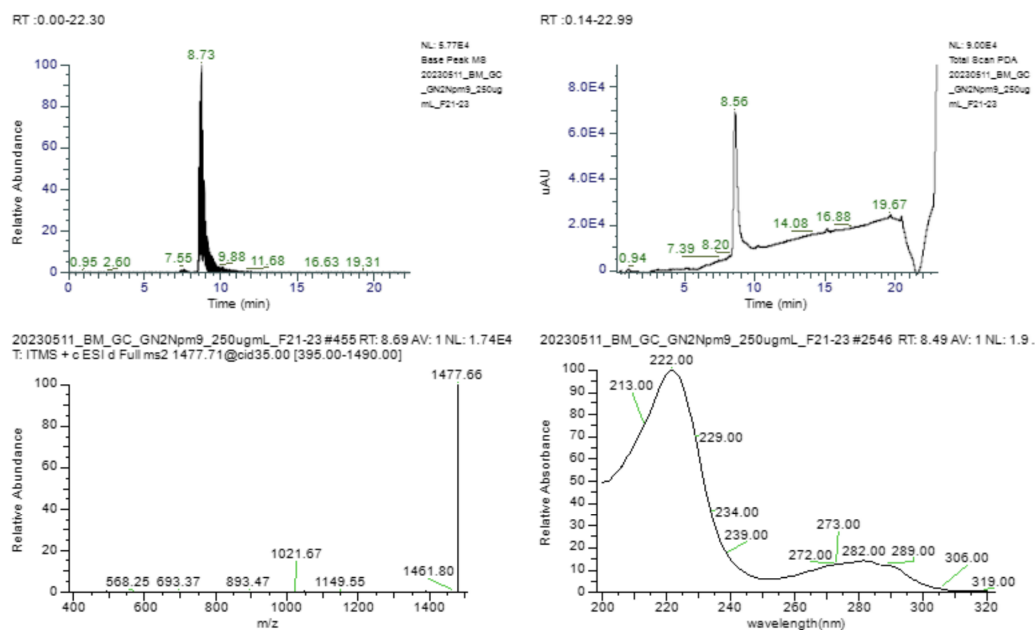 RT :0.00-22.30
NL: 5.77E4
Base Peak MS
20230511_BM_GC
_GN2Npm9_250ug
mL_F21-23
8.73
100
80
60
40
20
0
7.55
9.88
0.95 2.60
11.68
16.63 19.31
0 5 10 15 20
Time (min)
Relative Abundance
RT :0.14-22.99
NL: 9.00E4
Total Scan PDA
20230511_BM_GC
_GN2Npm9_250ug
mL_F21-23
8.56
8.0E4
6.0E4
4.0E4
2.0E4
0
19.67
14.08 16.88
7.39 8.20
0.94
5 10 15 20
Time (min)
uAU
20230511_BM_GC_GN2Npm9_250ugmL_F21-23 #455 RT: 8.69 AV: 1 NL: 1.74E4
T: ITMS + c ESI d Full ms2 1477.71@cid35.00 [395.00-1490.00]
1477.66
100
80
60
40
20
0
1021.67
568.25 693.37 893.47 1149.55
1461.80
400 600 800 1000 1200 1400
m/z
Relative Abundance
20230511_BM_GC_GN2Npm9_250ugmL_F21-23 #2546 RT: 8.49 AV: 1 NL: 1.9...
222.00
213.00
229.00
234.00
239.00
273.00
272.00 282.00 289.00
306.00
319.00
100
90
80
70
60
50
40
30
20
10
0
200 220 240 260 280 300 320
wavelength(nm)
Relative Absorbance